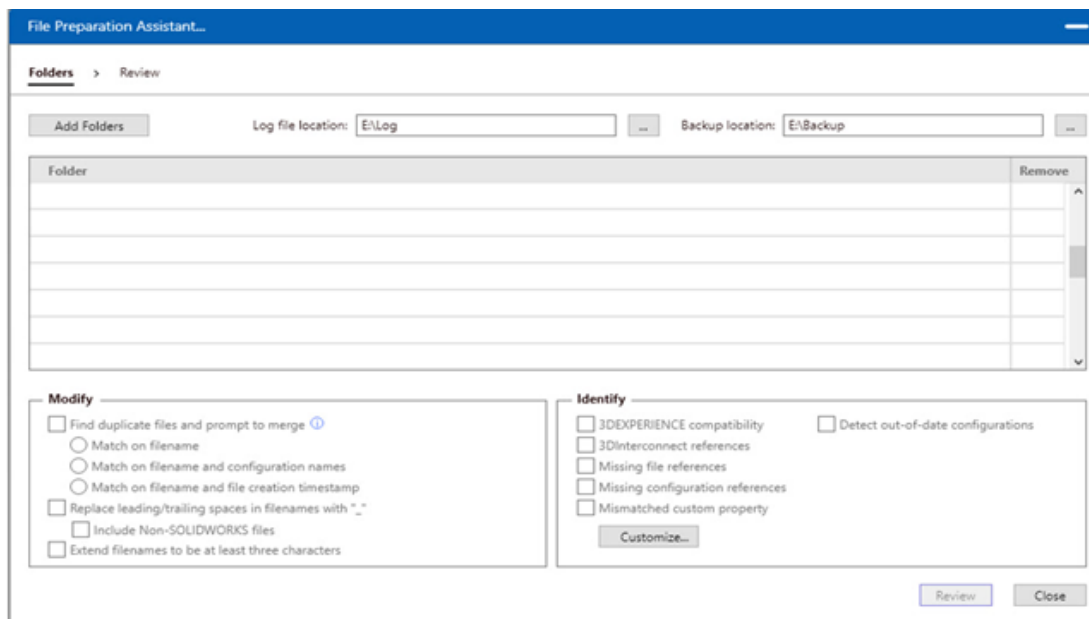 File Preparation Assistant...
Folders > Review
Add Folders Log file location: E:\Log ... Backup location: E:\Backup ...
Folder Remove
Modify Identify
Find duplicate files and prompt to merge 3DEXPERIENCE compatibility Detect out-of-date configurations
Match on filename 3DInterconnect references
Match on filename and configuration names Missing file references
Match on filename and file creation timestamp Missing configuration references
Replace leading/trailing spaces in filenames with "_" Mismatched custom property
Include Non-SOLIDWORKS files Customize...
Extend filenames to be at least three characters
Review Close